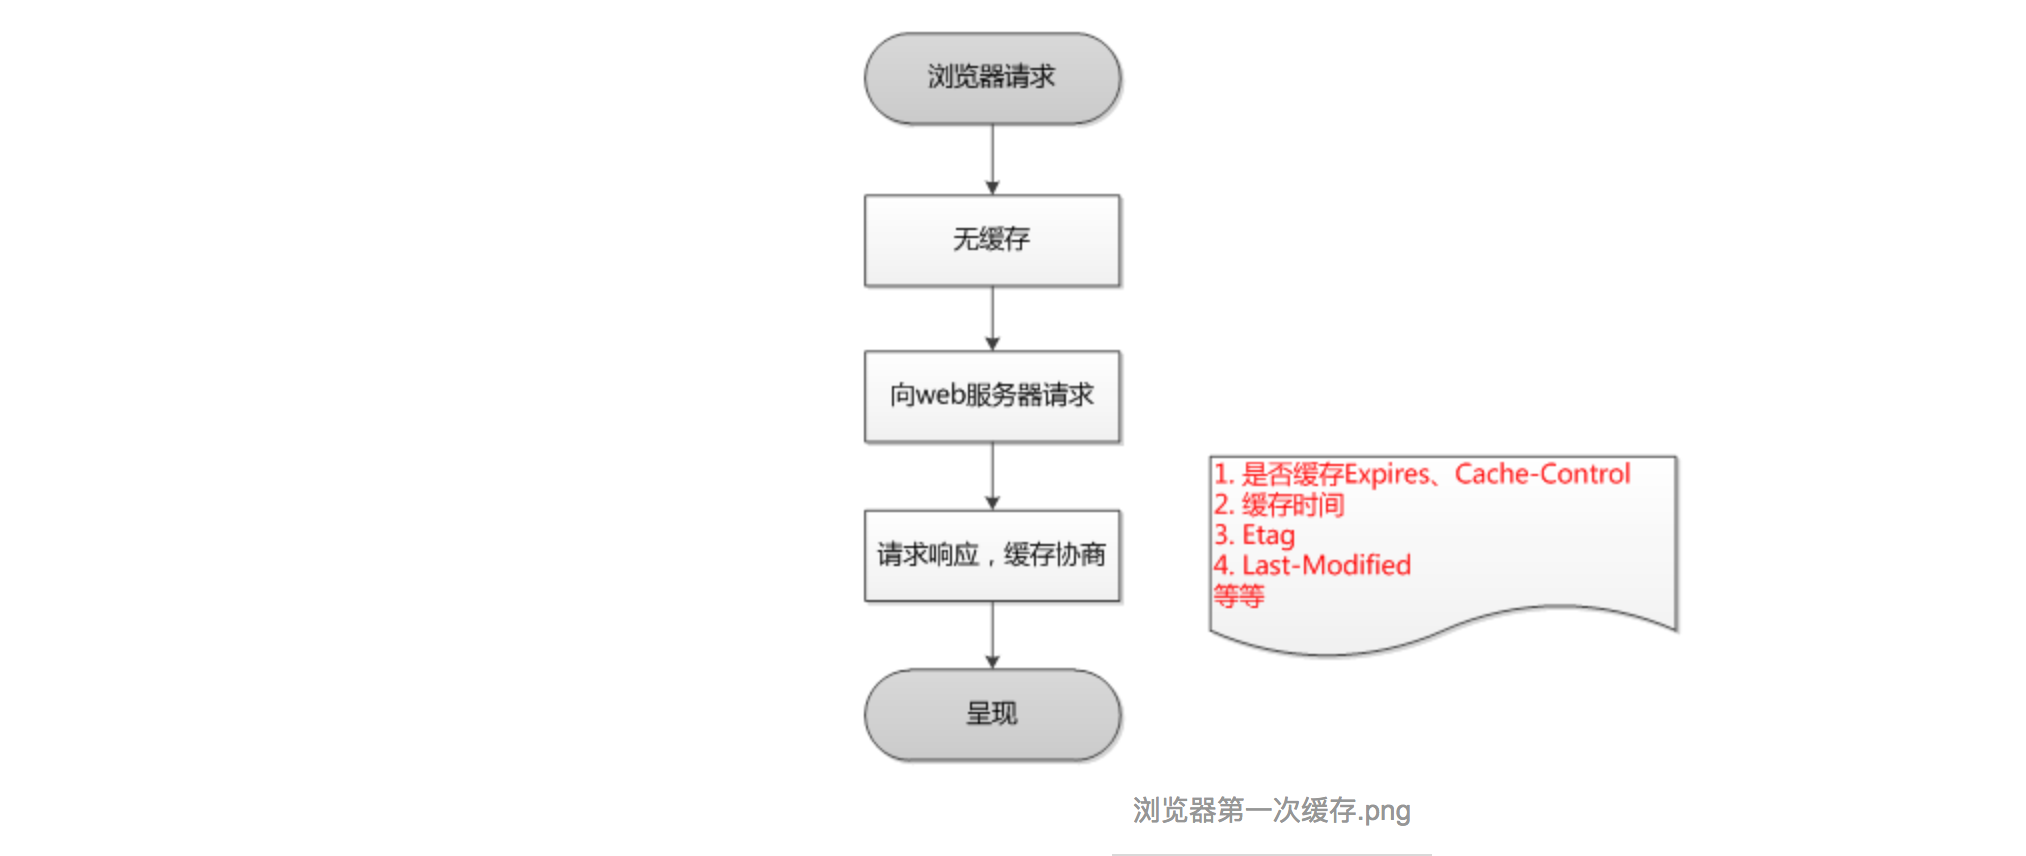 浏览器请求
无缓存
向web服务器请求
请求响应，缓存协商
1. 是否缓存Expires、Cache-Control
2. 缓存时间
3. Etag
4. Last-Modified
等等
呈现
浏览器第一次缓存.png